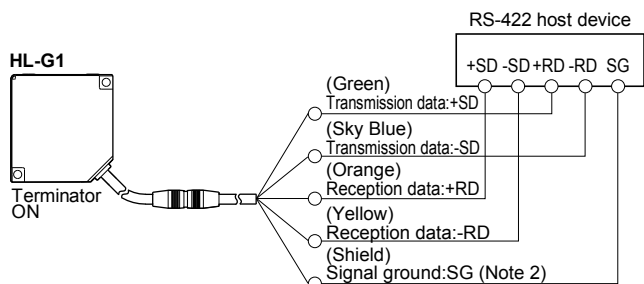 RS-422 host device
HL-G1
+SD -SD +RD -RD SG
(Green)
Transmission data:+SD
(Sky Blue)
Transmission data:-SD
(Orange)
Reception data:+RD
(Yellow)
Reception data:-RD
(Shield)
Signal ground:SG (Note 2)
Terminator
ON